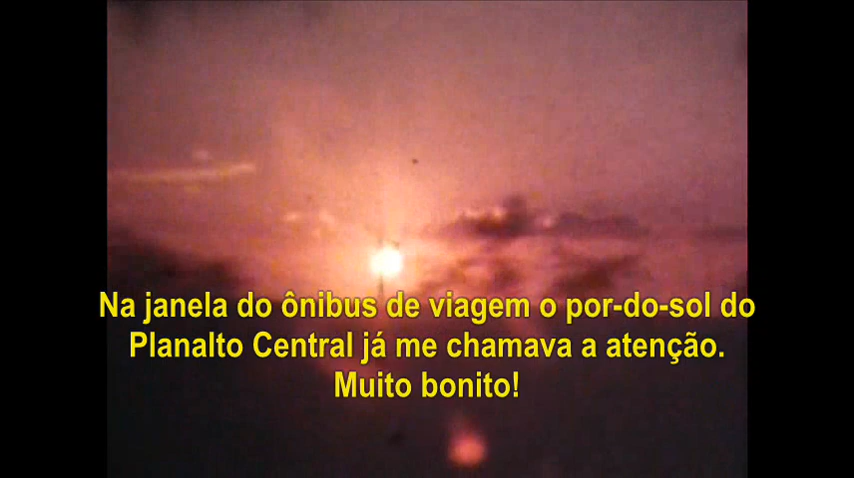 Na janela do ônibus de viagem o por-do-sol do
Planalto Central já me chamava a atenção.
Muito bonito!